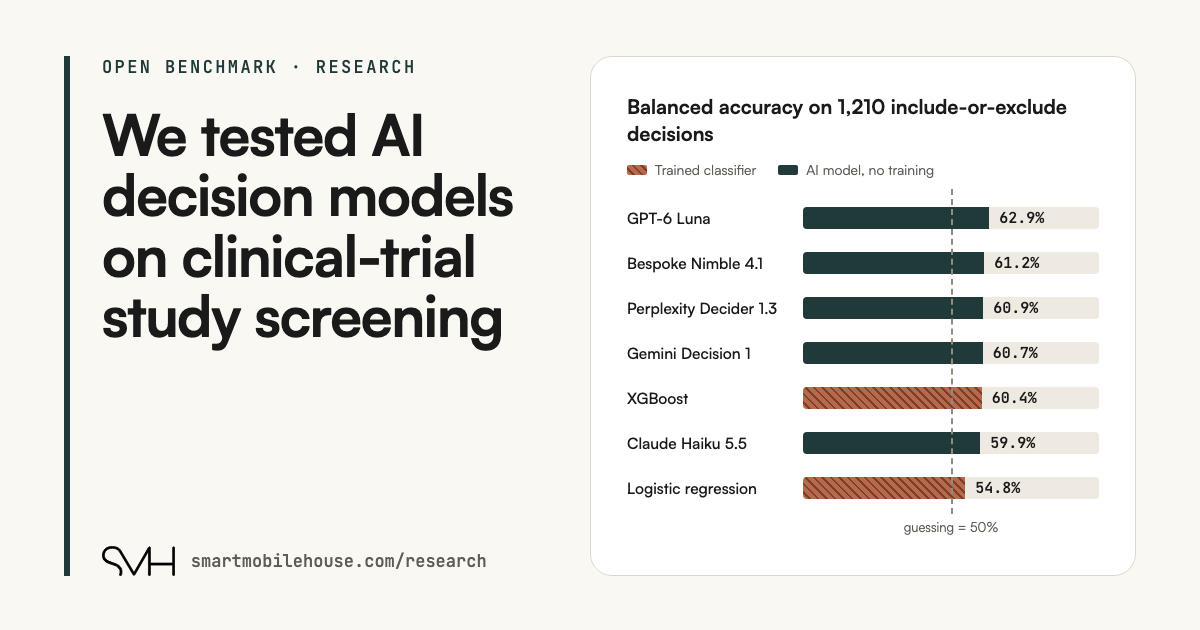 OPEN BENCHMARK · RESEARCH
We tested AI
decision models
on clinical-trial
study screening
SMH
smartmobilehouse.com/research
Balanced accuracy on 1,210 include-or-exclude
decisions
Trained classifier
AI model, no training
GPT-6 Luna 62.9%
Bespoke Nimble 4.1 61.2%
Perplexity Decider 1.3 60.9%
Gemini Decision 1 60.7%
XGBoost 60.4%
Claude Haiku 5.5 59.9%
Logistic regression 54.8%
guessing = 50%